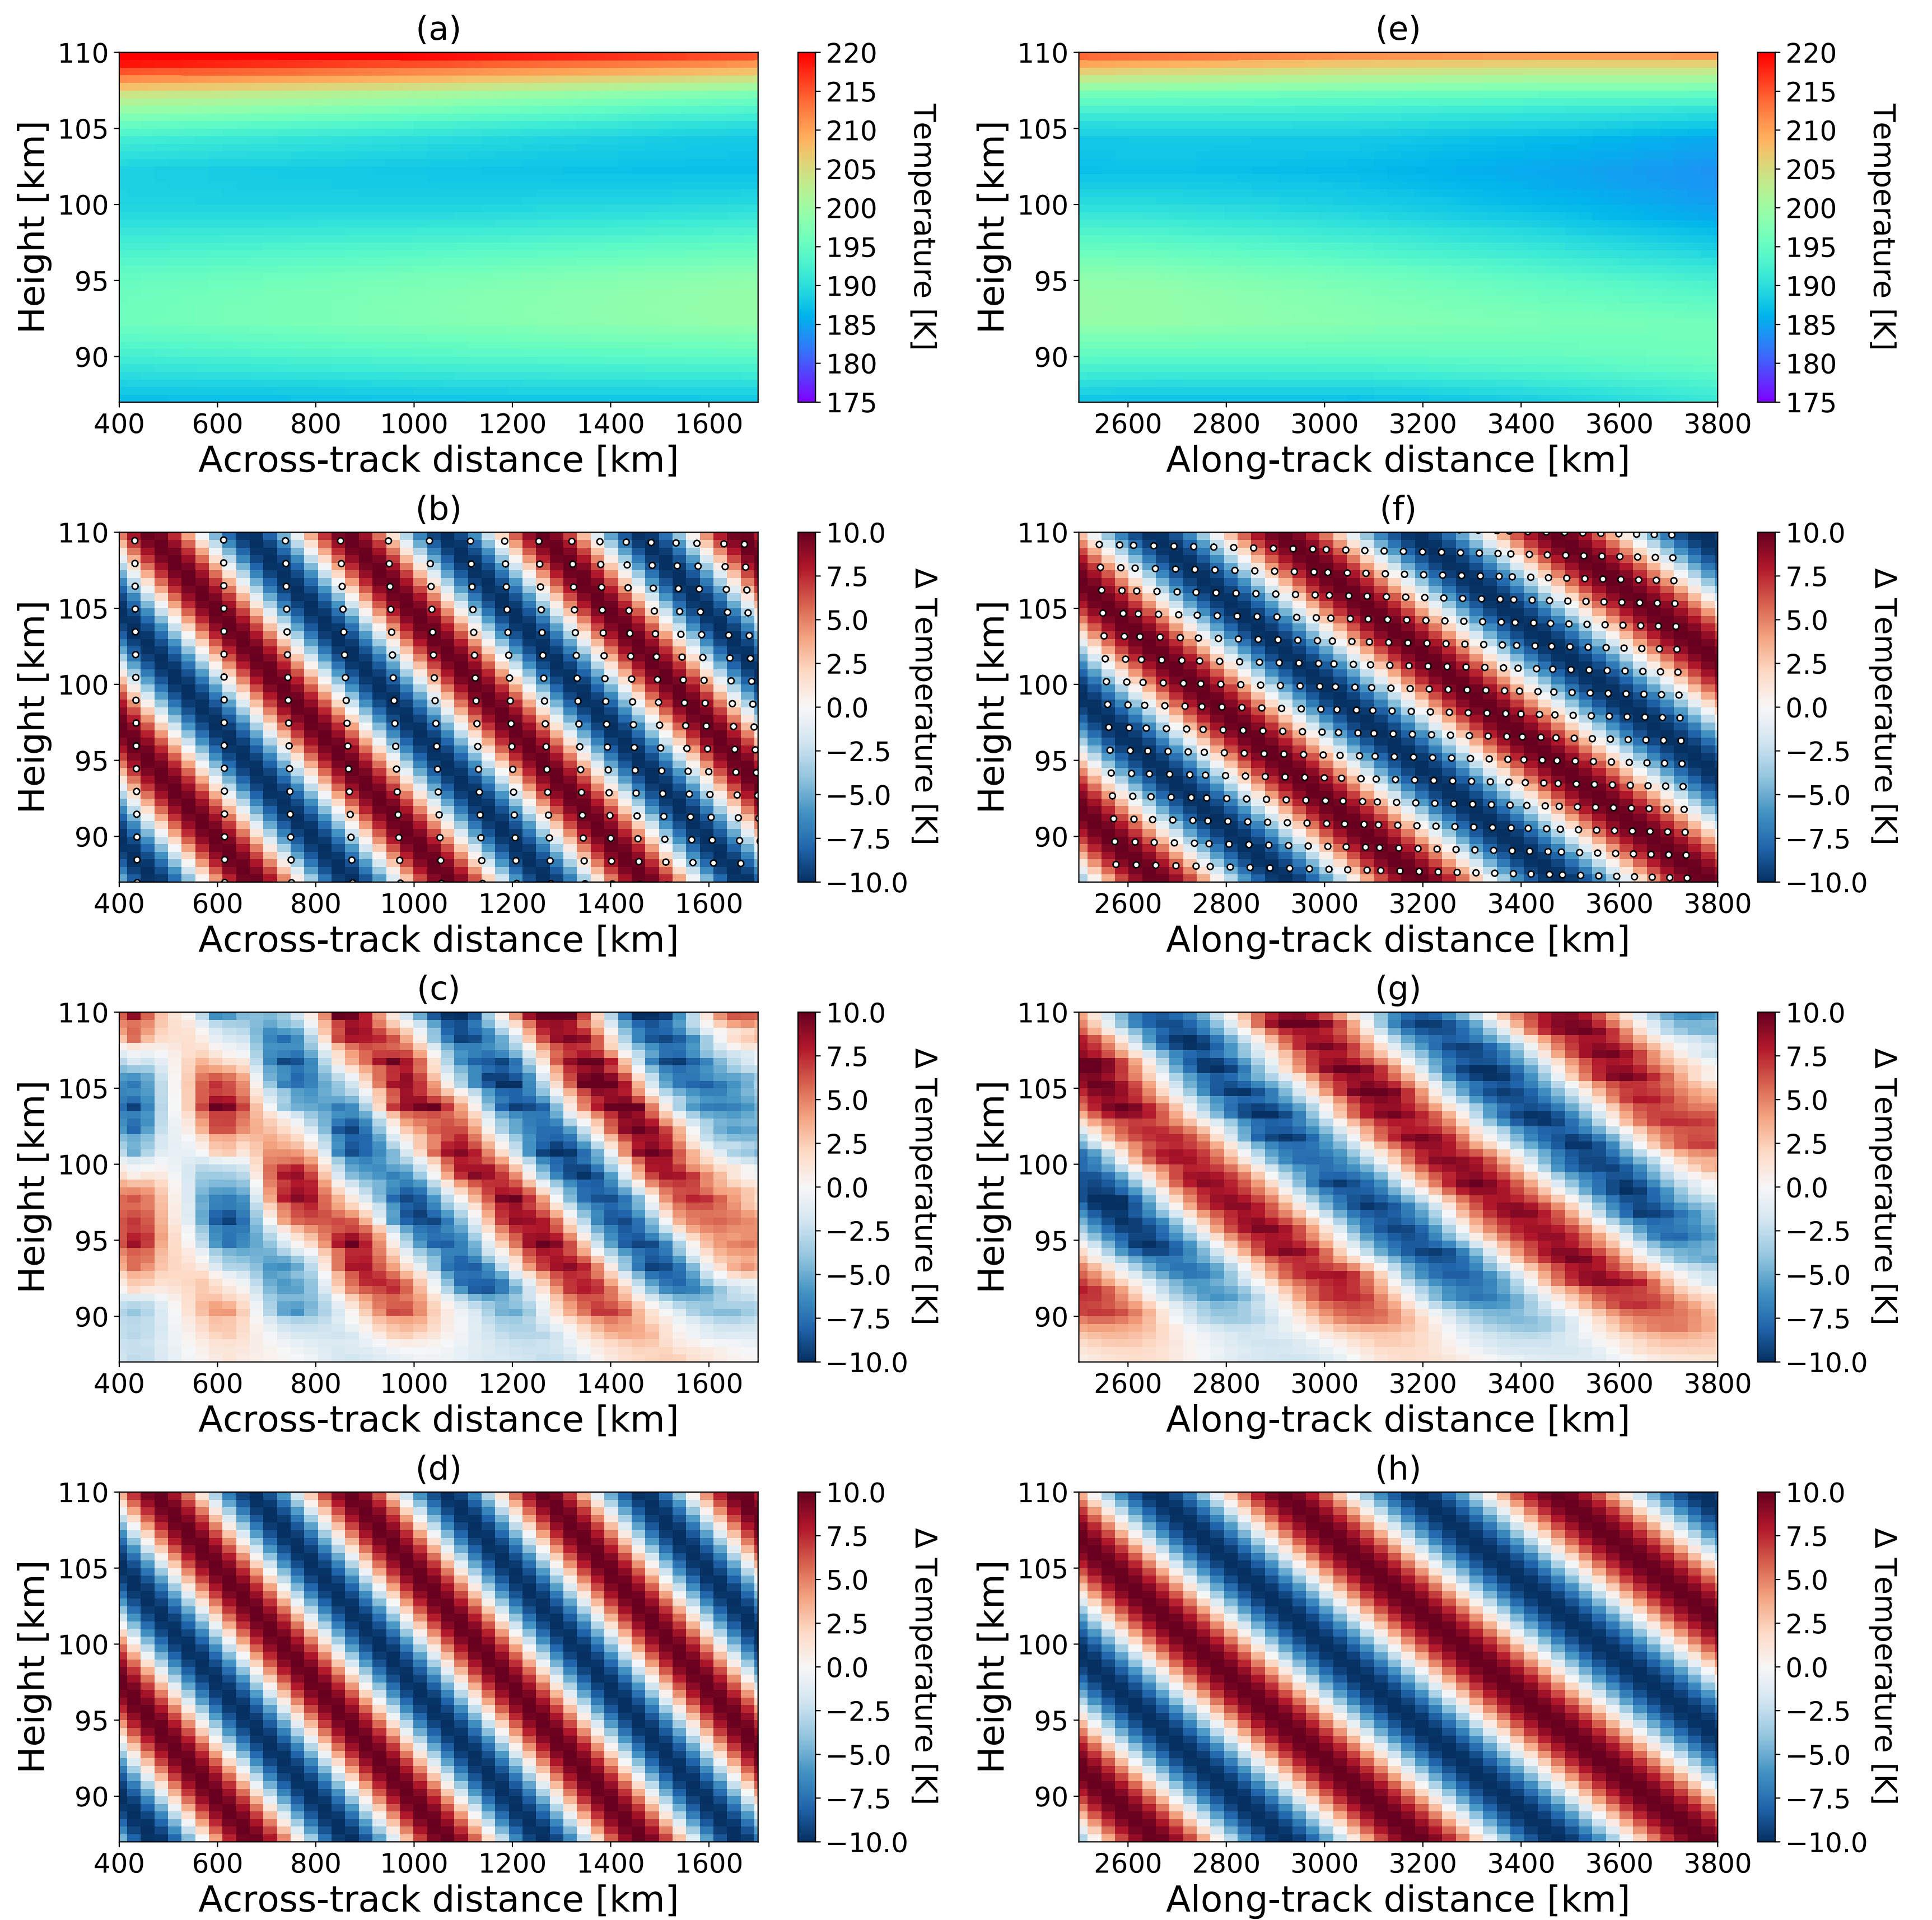 (a)
110
105
100
95
90
Height [km]
400 600 800 1000 1200 1400 1600
Across-track distance [km]
220
215
210
205
200
195
190
185
180
175
Temperature [K]
(e)
110
105
100
95
90
Height [km]
2600 2800 3000 3200 3400 3600 3800
Along-track distance [km]
220
215
210
205
200
195
190
185
180
175
Temperature [K]
(b)
110
105
100
95
90
Height [km]
400 600 800 1000 1200 1400 1600
Across-track distance [km]
10.0
7.5
5.0
2.5
0.0
−2.5
−5.0
−7.5
−10.0
Δ Temperature [K]
(f)
110
105
100
95
90
Height [km]
2600 2800 3000 3200 3400 3600 3800
Along-track distance [km]
10.0
7.5
5.0
2.5
0.0
−2.5
−5.0
−7.5
−10.0
Δ Temperature [K]
(c)
110
105
100
95
90
Height [km]
400 600 800 1000 1200 1400 1600
Across-track distance [km]
10.0
7.5
5.0
2.5
0.0
−2.5
−5.0
−7.5
−10.0
Δ Temperature [K]
(g)
110
105
100
95
90
Height [km]
2600 2800 3000 3200 3400 3600 3800
Along-track distance [km]
10.0
7.5
5.0
2.5
0.0
−2.5
−5.0
−7.5
−10.0
Δ Temperature [K]
(d)
110
105
100
95
90
Height [km]
400 600 800 1000 1200 1400 1600
Across-track distance [km]
10.0
7.5
5.0
2.5
0.0
−2.5
−5.0
−7.5
−10.0
Δ Temperature [K]
(h)
110
105
100
95
90
Height [km]
2600 2800 3000 3200 3400 3600 3800
Along-track distance [km]
10.0
7.5
5.0
2.5
0.0
−2.5
−5.0
−7.5
−10.0
Δ Temperature [K]